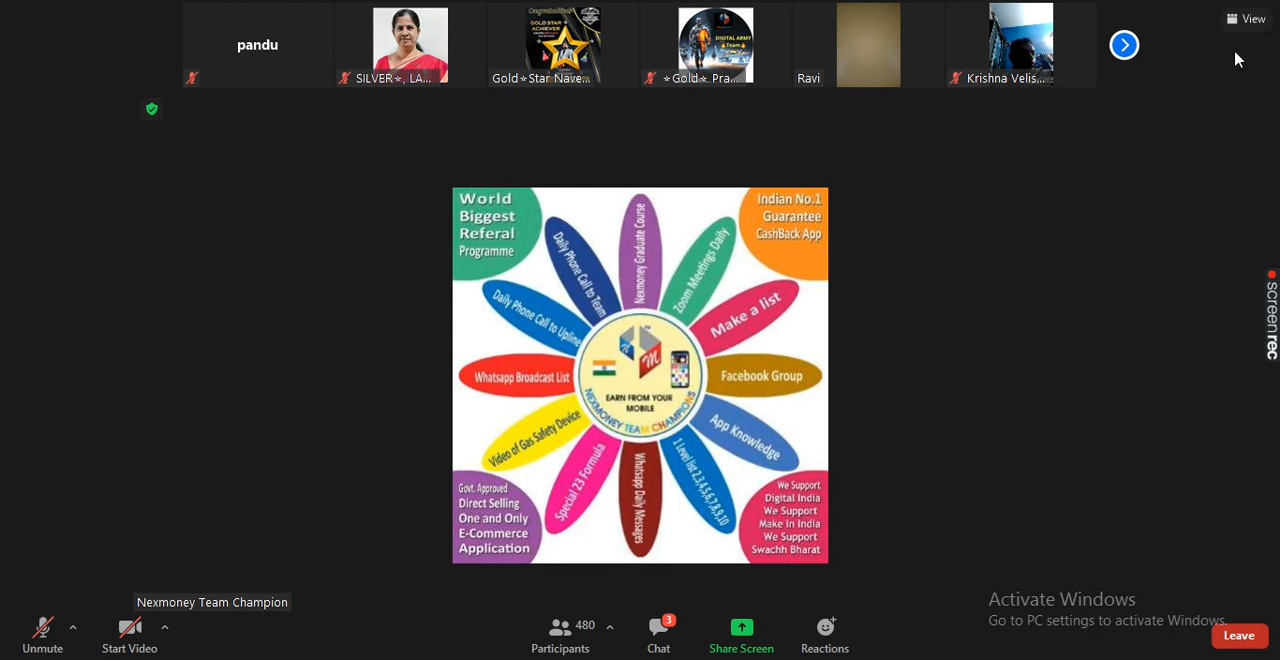 pandu
SILVER⭐, LA...
Gold⭐Star Nave...
⭐Gold⭐ Pra...
Ravi
Krishna Velis...
View
DIGITAL ARMY
Team
GOLD STAR
ACHIEVER
World
Biggest
Referal
Programme
Indian No.1
Guarantee
CashBack App
Nexmoney Graduate Course
Zoom Meetings Daily
Make a list
Facebook Group
App Knowledge
1 Level list 2,3,4,5,6,7,8,9,10
Whatsapp Daily Messages
Special 23 Formula
Video of Gas Safety Device
Whatsapp Broadcast List
Daily Phone Call to Upline
Daily Phone Call to Team
EARN FROM YOUR
MOBILE
NEXMONEY TEAM CHAMPIONS
Govt. Approved
Direct Selling
One and Only
E-Commerce
Application
We Support
Digital India
We Support
Make In India
We Support
Swachh Bharat
screenrec
Nexmoney Team Champion
Activate Windows
Go to PC settings to activate Windows.
Unmute
Start Video
480
Participants
3
Chat
Share Screen
Reactions
Leave